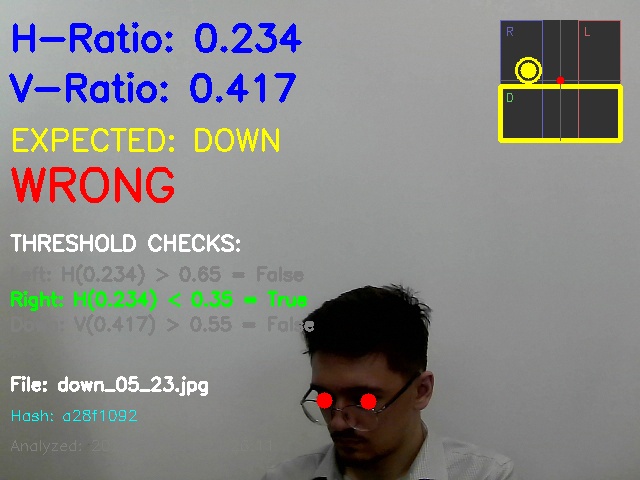 H-Ratio: 0.234
V-Ratio: 0.417
EXPECTED: DOWN
WRONG
THRESHOLD CHECKS:
Left: H(0.234) > 0.65 = False
Right: H(0.234) < 0.35 = True
Down: V(0.417) > 0.55 = False
File: down_05_23.jpg
Hash: a28f1092
Analyzed:
R
L
D